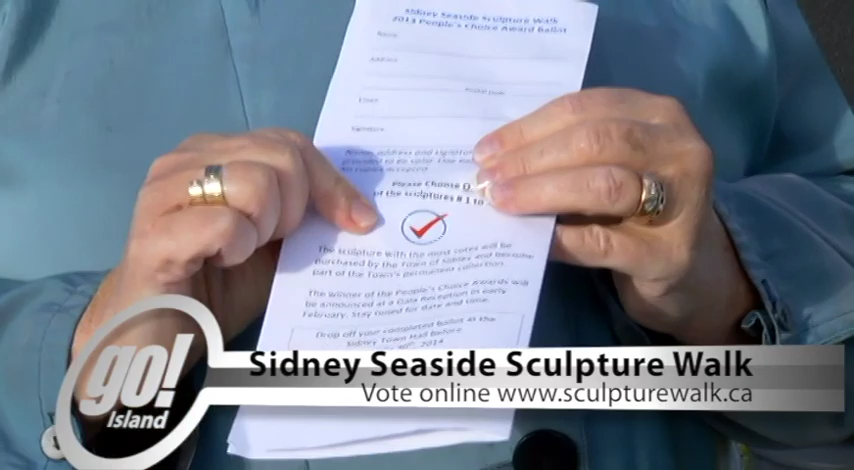 Sidney Seaside Sculpture Walk
2013 People's Choice Award Ballot
Name
Address
Postal Code
Email
Signature
Name, address and signature
Please Choose
of the sculptures # 1 to
The sculpture with the most votes will be
purchased by the Town of Sidney and become
part of the Town's permanent collection.
The winner of the People's Choice Awards will
be announced at a Gala Reception in early
February. Stay tuned for date and time.
Drop off your completed ballot at the
Sidney Town Hall before
2014
go!
Island
Sidney Seaside Sculpture Walk
Vote online www.sculpturewalk.ca